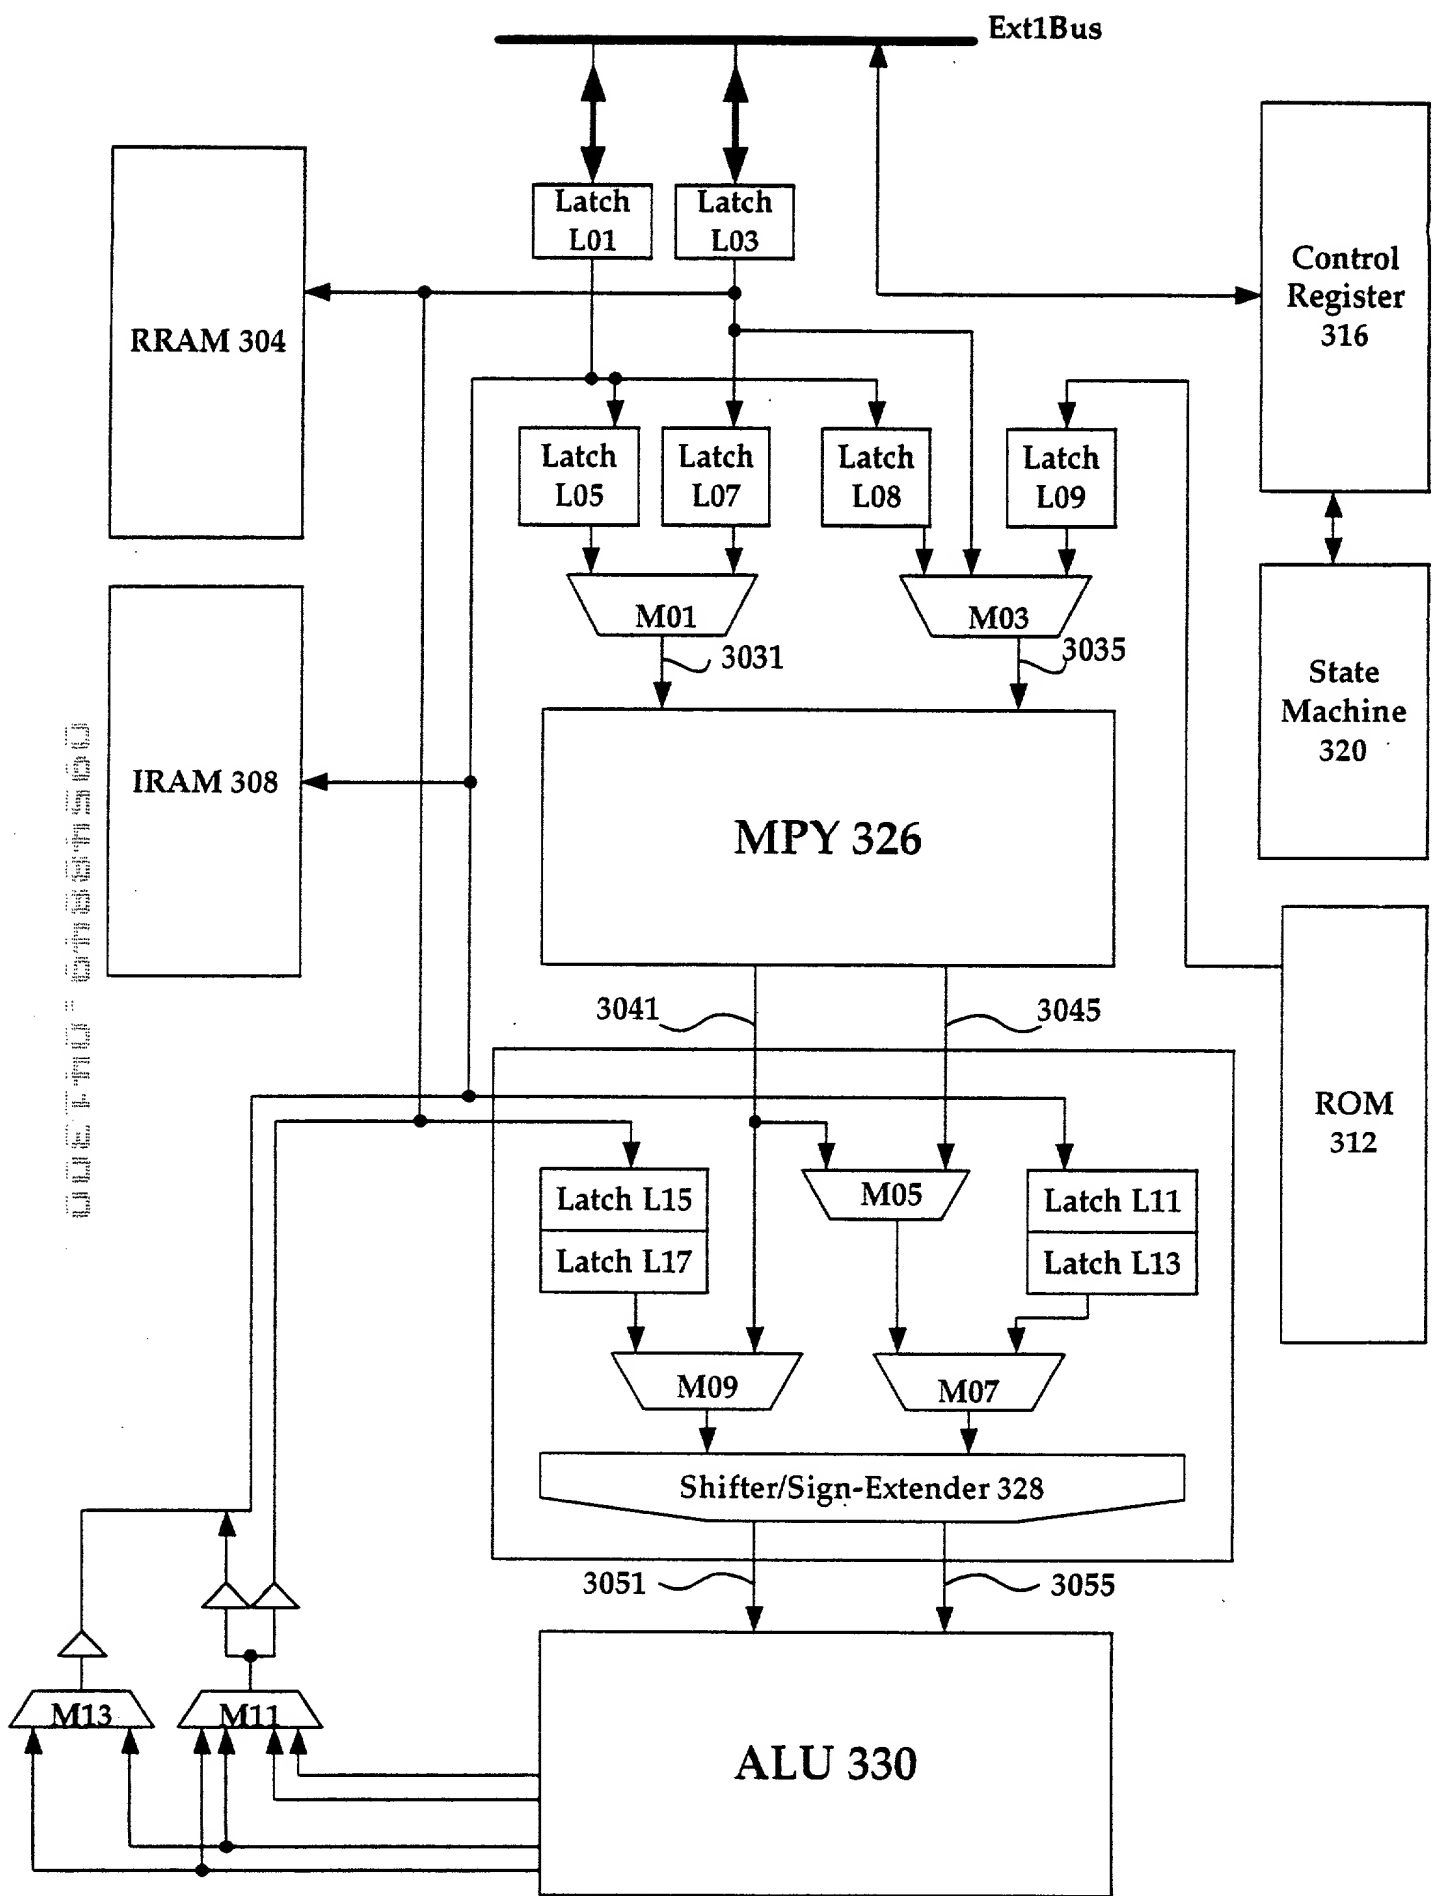 Ext1Bus
Latch
L01
Latch
L03
Control
Register
316
RRAM 304
Latch
L05
Latch
L07
Latch
L08
Latch
L09
M01
M03
3031
3035
State
Machine
320
IRAM 308
MPY 326
3041
3045
ROM
312
Latch L15
Latch L17
M05
Latch L11
Latch L13
M09
M07
Shifter/Sign-Extender 328
3051
3055
M13
M11
ALU 330